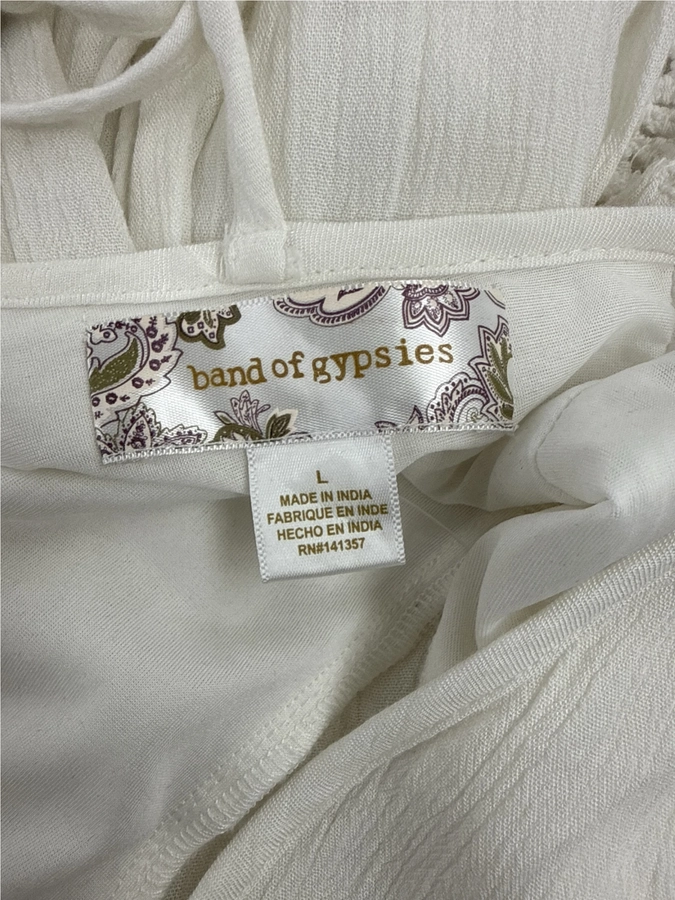 band of gypsies
L
MADE IN INDIA
FABRIQUE EN INDE
HECHO EN INDIA
RN#141357